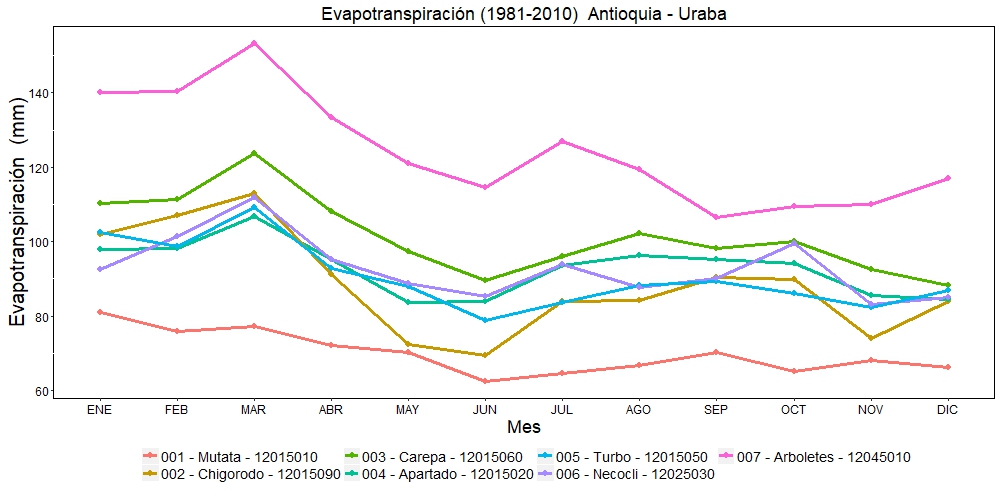 Evapotranspiración (1981-2010)  Antioquia - Uraba
Evapotranspiración  (mm)
140
120
100
80
60
ENE FEB MAR ABR MAY JUN JUL AGO SEP OCT NOV DIC
Mes
001 - Mutata - 12015010 003 - Carepa - 12015060 005 - Turbo - 12015050 007 - Arboletes - 12045010
002 - Chigorodo - 12015090 004 - Apartado - 12015020 006 - Necocli - 12025030